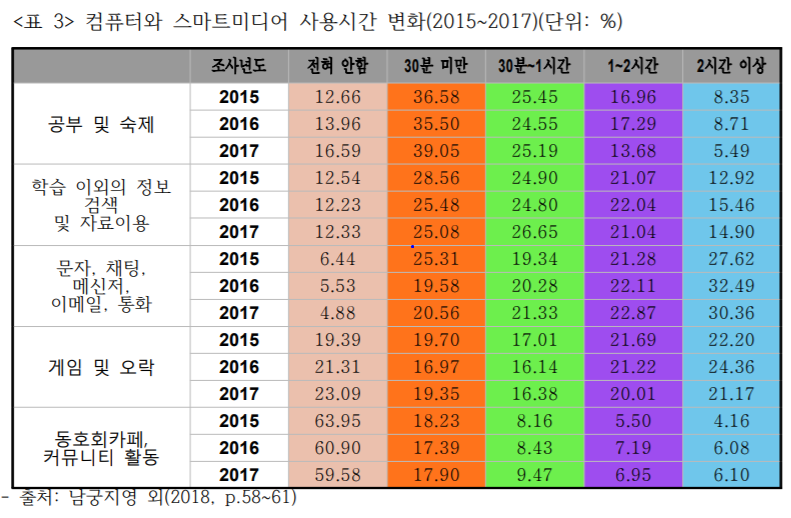 <표 3> 컴퓨터와 스마트미디어 사용시간 변화(2015~2017)(단위: %)
조사년도 전혀 안함 30분 미만 30분~1시간 1~2시간 2시간 이상
공부 및 숙제
2015 12.66 36.58 25.45 16.96 8.35
2016 13.96 35.50 24.55 17.29 8.71
2017 16.59 39.05 25.19 13.68 5.49
학습 이외의 정보
검색
및 자료이용
2015 12.54 28.56 24.90 21.07 12.92
2016 12.23 25.48 24.80 22.04 15.46
2017 12.33 25.08 26.65 21.04 14.90
문자, 채팅,
메신저,
이메일, 통화
2015 6.44 25.31 19.34 21.28 27.62
2016 5.53 19.58 20.28 22.11 32.49
2017 4.88 20.56 21.33 22.87 30.36
게임 및 오락
2015 19.39 19.70 17.01 21.69 22.20
2016 21.31 16.97 16.14 21.22 24.36
2017 23.09 19.35 16.38 20.01 21.17
동호회카페,
커뮤니티 활동
2015 63.95 18.23 8.16 5.50 4.16
2016 60.90 17.39 8.43 7.19 6.08
2017 59.58 17.90 9.47 6.95 6.10
- 출처: 남궁지영 외(2018, p.58~61)